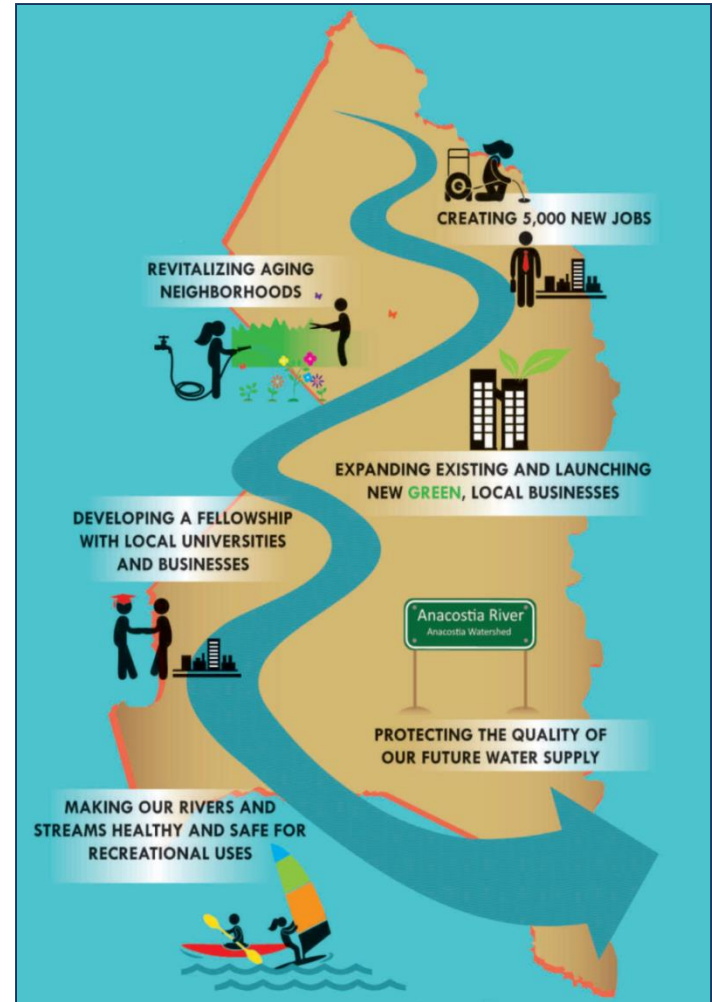 CREATING 5,000 NEW JOBS
REVITALIZING AGING
NEIGHBORHOODS
EXPANDING EXISTING AND LAUNCHING
NEW GREEN, LOCAL BUSINESSES
DEVELOPING A FELLOWSHIP
WITH LOCAL UNIVERSITIES
AND BUSINESSES
Anacostia River
Anacostia Watershed
PROTECTING THE QUALITY OF
OUR FUTURE WATER SUPPLY
MAKING OUR RIVERS AND
STREAMS HEALTHY AND SAFE FOR
RECREATIONAL USES